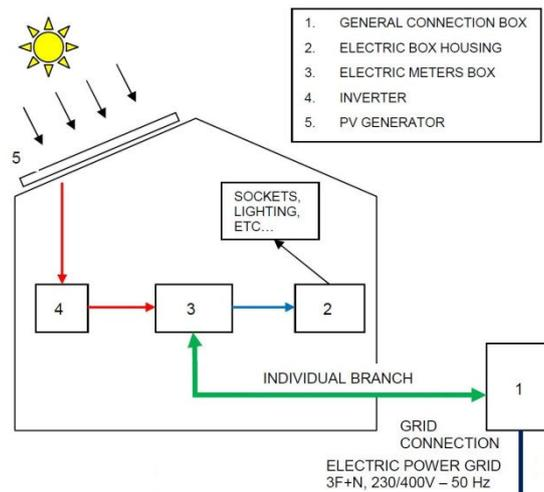 1. GENERAL CONNECTION BOX
2. ELECTRIC BOX HOUSING
3. ELECTRIC METERS BOX
4. INVERTER
5. PV GENERATOR
5
SOCKETS,
LIGHTING,
ETC...
4
3
2
1
INDIVIDUAL BRANCH
GRID
CONNECTION
ELECTRIC POWER GRID
3F+N, 230/400V – 50 Hz